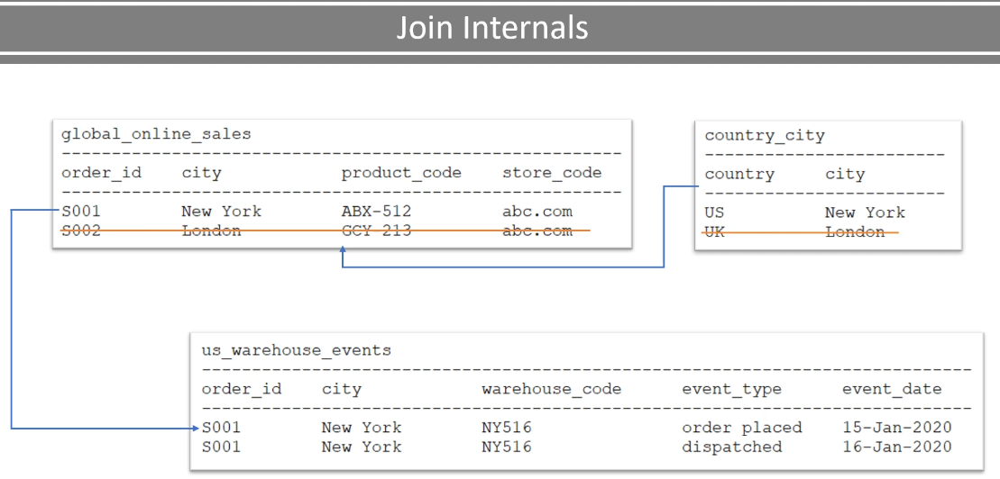 Join Internals
global_online_sales
order_id city product_code store_code
S001 New York ABX-512 abc.com
S002 London GCY-213 abc.com
country_city
country city
US New York
UK London
us_warehouse_events
order_id city warehouse_code event_type event_date
S001 New York NY516 order placed 15-Jan-2020
S001 New York NY516 dispatched 16-Jan-2020